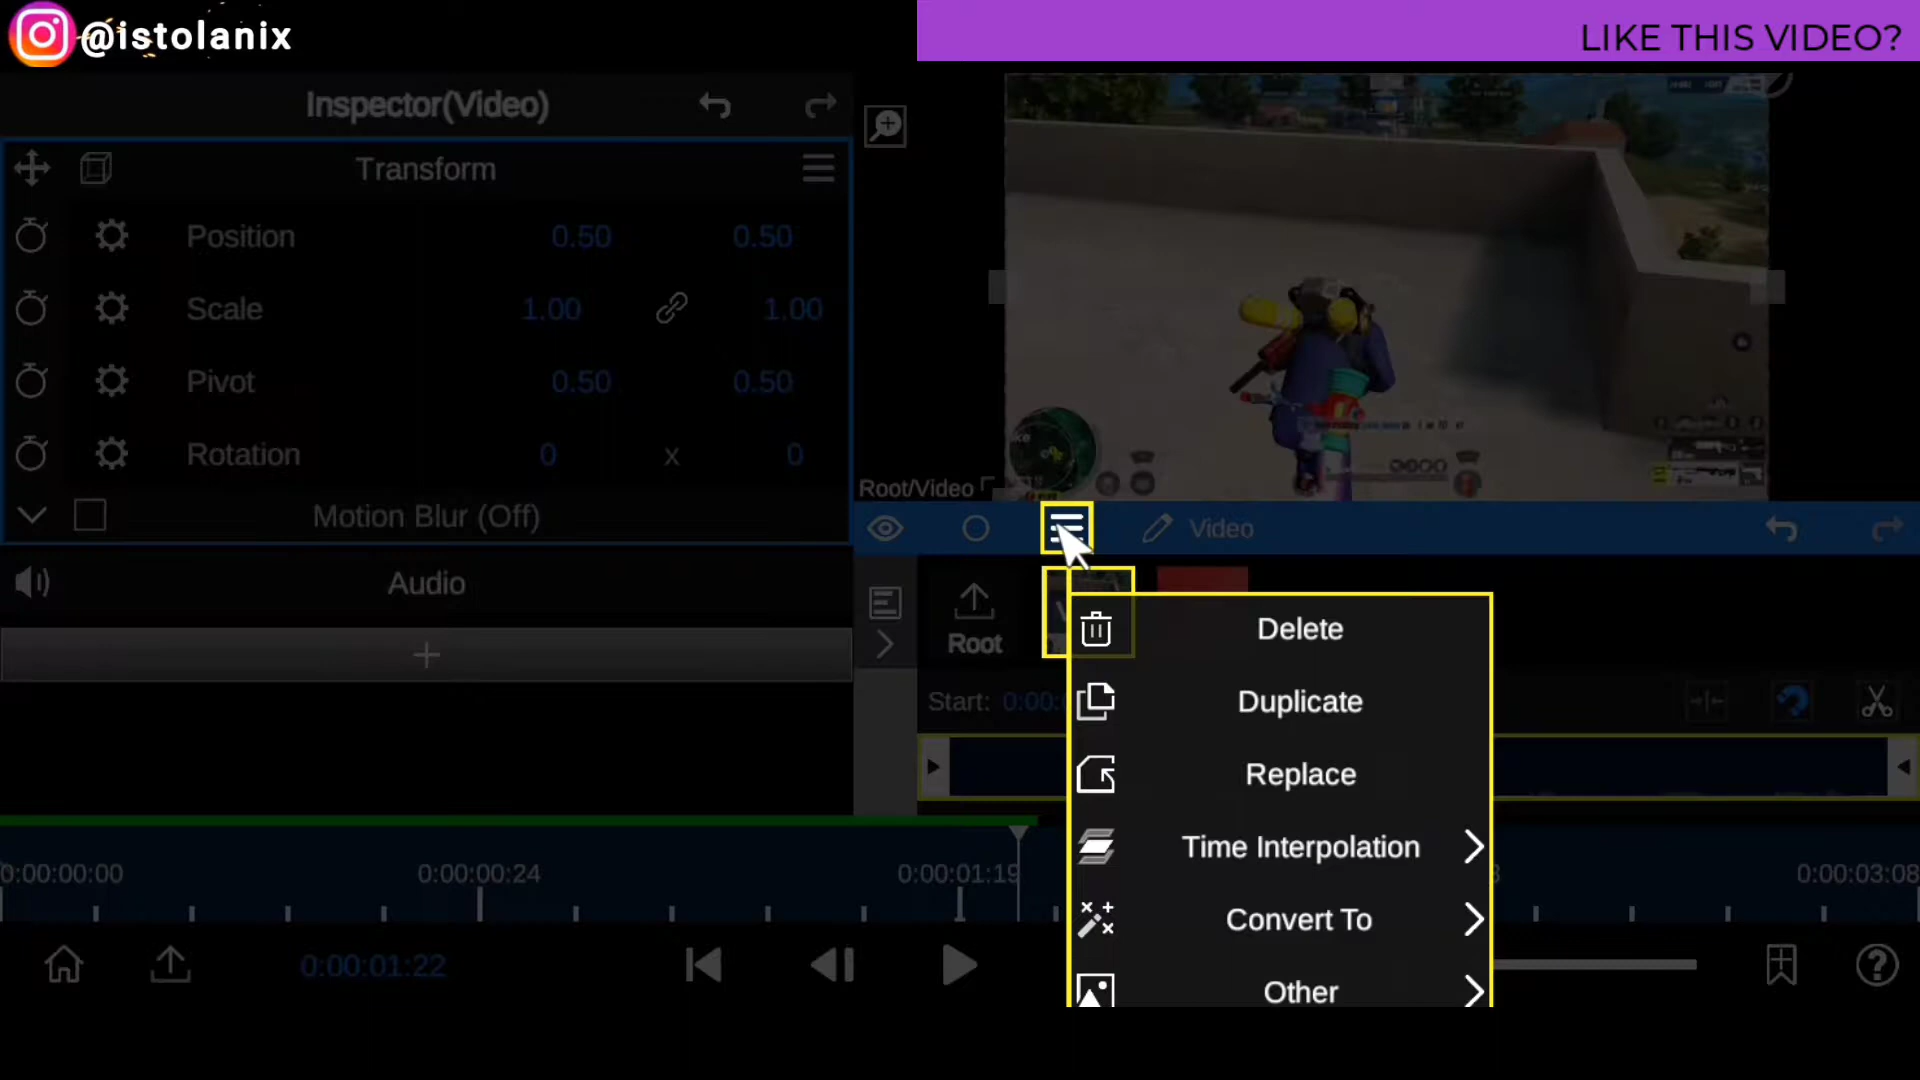 @istolanix
LIKE THIS VIDEO?
Inspector(Video)
Transform
Position 0.50 0.50
Scale 1.00 1.00
Pivot 0.50 0.50
Rotation 0 x 0
Motion Blur (Off)
Audio
Root/Video
Video
Root
Start: 0:00:0
Delete
Duplicate
Replace
Time Interpolation
Convert To
Other
0:00:00:00 0:00:00:24 0:00:01:19 0:00:03:08
0:00:01:22